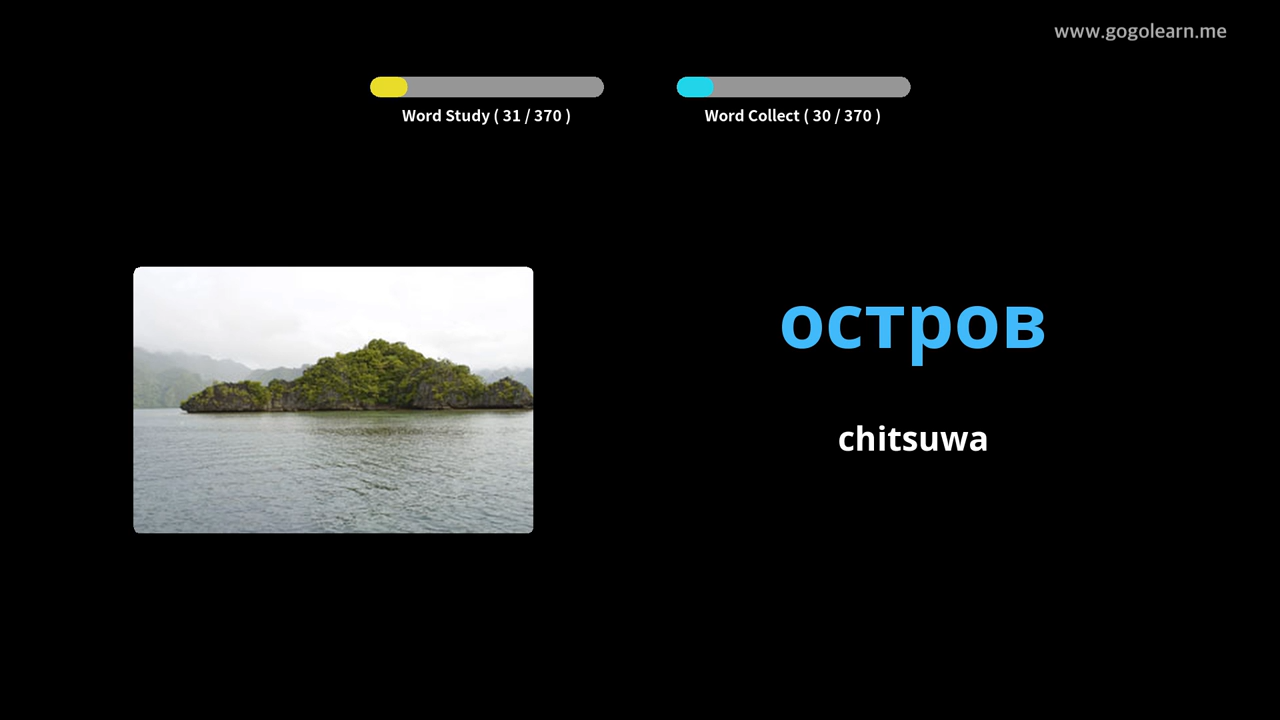 www.gogolearn.me
Word Study ( 31 / 370 )
Word Collect ( 30 / 370 )
остров
chitsuwa